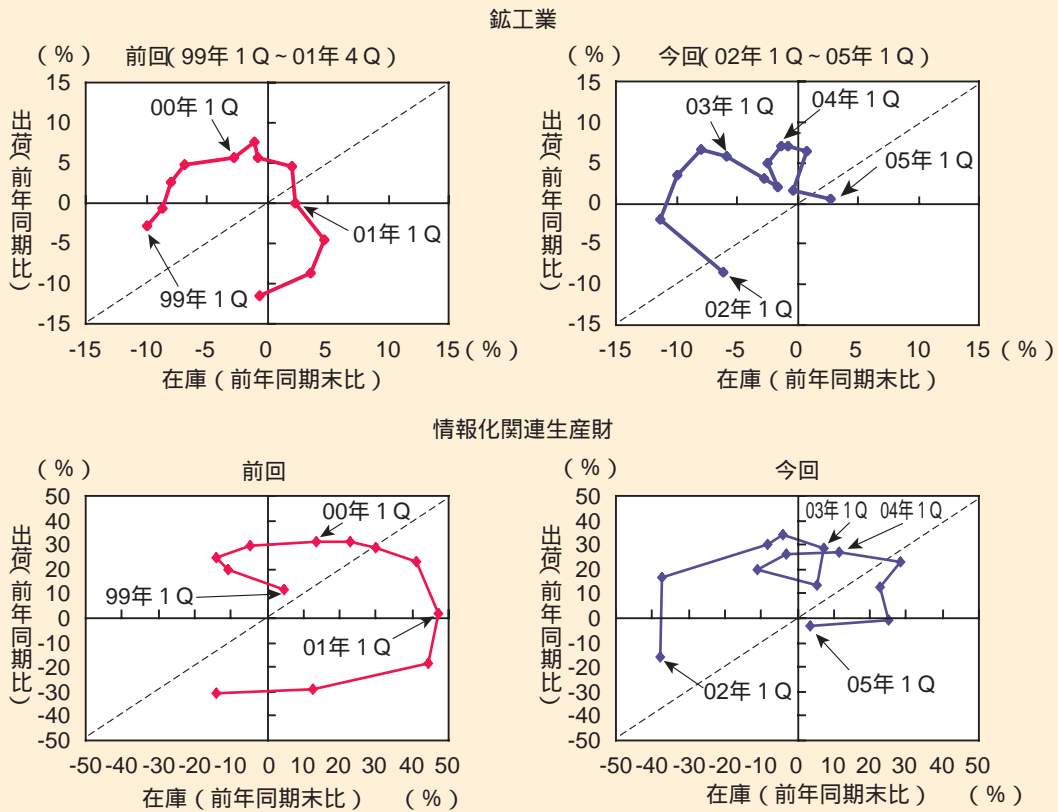 鉱工業
(%) 前回(99年1Q~01年4Q)
15
10
5
0
-5
-10
-15
出荷(前年同期比)
00年1Q
01年1Q
99年1Q
-15 -10 -5 0 5 10 15(%)
在庫(前年同期末比)
(%) 今回(02年1Q~05年1Q)
15
10
5
0
-5
-10
-15
出荷(前年同期比)
03年1Q
04年1Q
05年1Q
02年1Q
-15 -10 -5 0 5 10 15(%)
在庫(前年同期末比)
情報化関連生産財
(%) 前回
50
40
30
20
10
0
10
20
-30
-40
50
出荷(前年同期比)
00年1Q
99年1Q
01年1Q
-50 -40 -30 -20 -10 0 10 20 30 40 50
在庫(前年同期末比) (%)
(%) 今回
50
40
30
20
10
0
10
20
-30
-40
50
出荷(前年同期比)
03年1Q
04年1Q
02年1Q
05年1Q
-50 -40 -30 -20 -10 0 10 20 30 40 50
在庫(前年同期末比) (%)